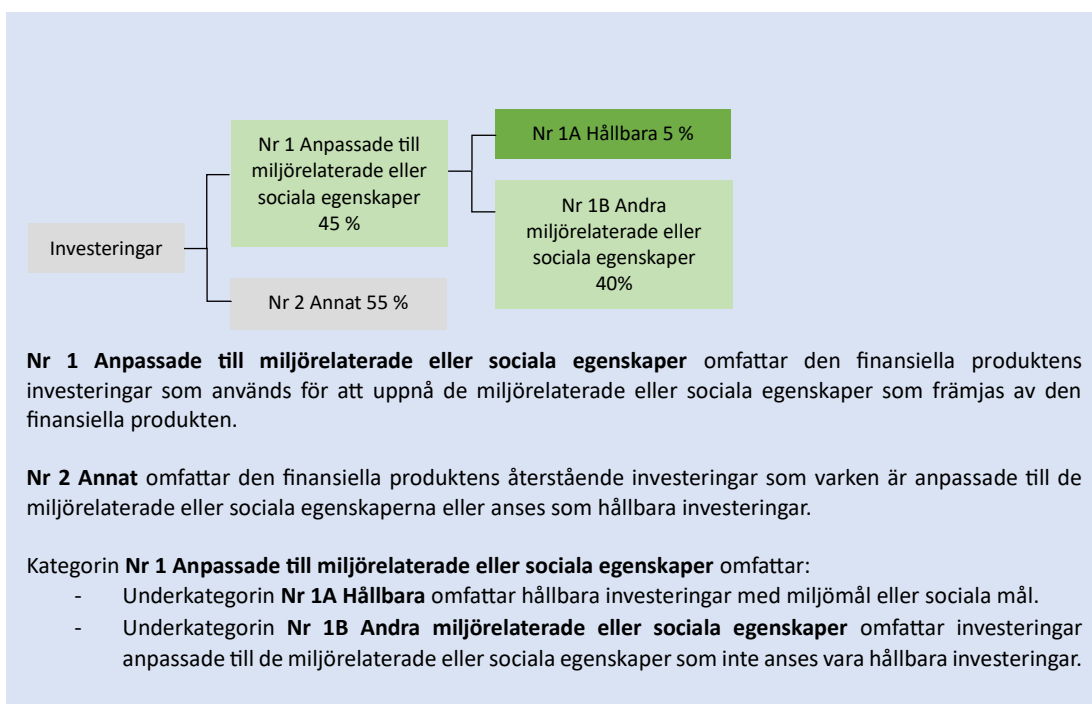 Nr 1A Hållbara 5 %
Nr 1 Anpassade till
miljörelaterade eller
sociala egenskaper
45 %
Nr 1B Andra
miljörelaterade eller
sociala egenskaper
40%
Investeringar
Nr 2 Annat 55 %
Nr 1 Anpassade till miljörelaterade eller sociala egenskaper omfattar den finansiella produktens
investeringar som används för att uppnå de miljörelaterade eller sociala egenskaper som främjas av den
finansiella produkten.
Nr 2 Annat omfattar den finansiella produktens återstående investeringar som varken är anpassade till de
miljörelaterade eller sociala egenskaperna eller anses som hållbara investeringar.
Kategorin Nr 1 Anpassade till miljörelaterade eller sociala egenskaper omfattar:
- Underkategorin Nr 1A Hållbara omfattar hållbara investeringar med miljömål eller sociala mål.
- Underkategorin Nr 1B Andra miljörelaterade eller sociala egenskaper omfattar investeringar
anpassade till de miljörelaterade eller sociala egenskaper som inte anses vara hållbara investeringar.